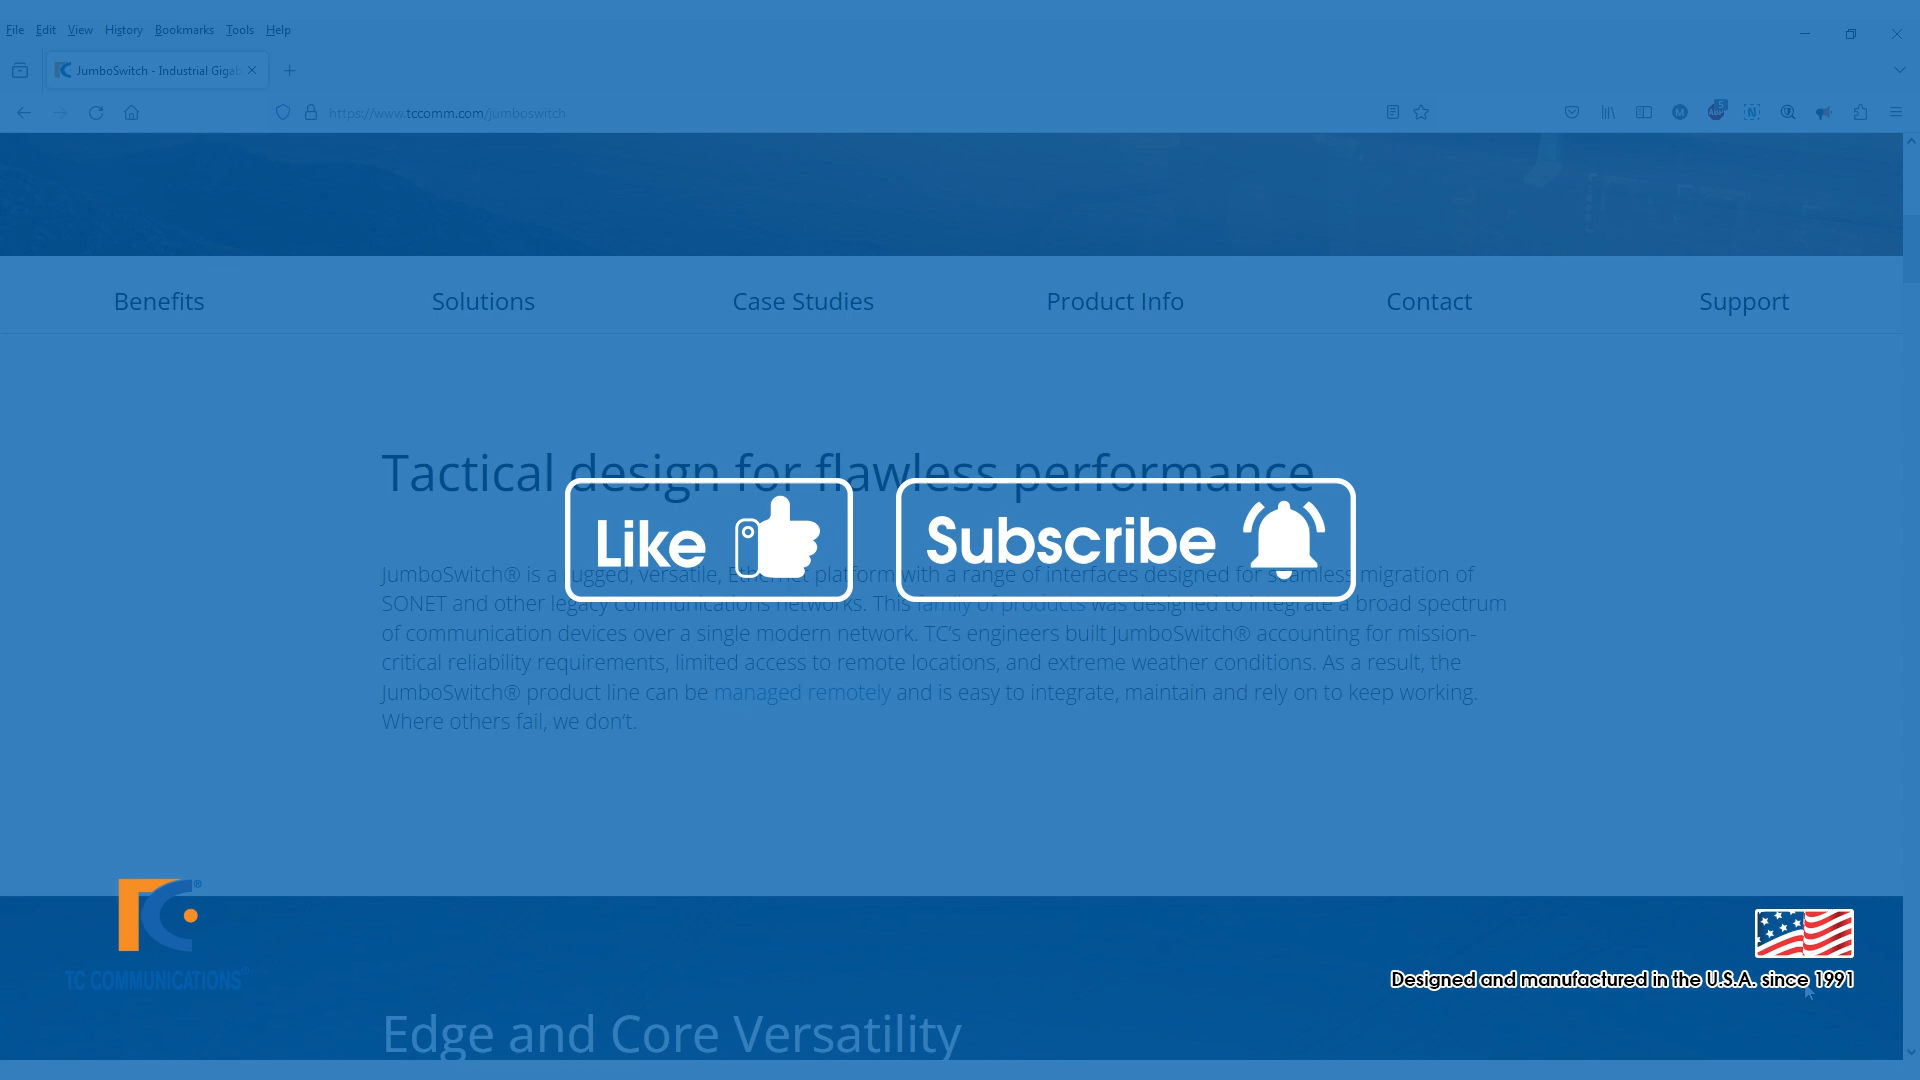 File Edit View History Bookmarks Tools Help
JumboSwitch - Industrial Gigab
https://www.tccomm.com/jumboswitch
5
ABP
M
N
Benefits Solutions Case Studies Product Info Contact Support
Tactical design for flawless performance
Like Subscribe
JumboSwitch® is a rugged, versatile, Ethernet platform with a range of interfaces designed for seamless migration of
SONET and other legacy communications networks. This family of products was designed to integrate a broad spectrum
of communication devices over a single modern network. TC's engineers built JumboSwitch® accounting for mission-
critical reliability requirements, limited access to remote locations, and extreme weather conditions. As a result, the
JumboSwitch® product line can be managed remotely and is easy to integrate, maintain and rely on to keep working.
Where others fail, we don't.
TC®
TC COMMUNICATIONS®
Designed and manufactured in the U.S.A. since 1991
Edge and Core Versatility